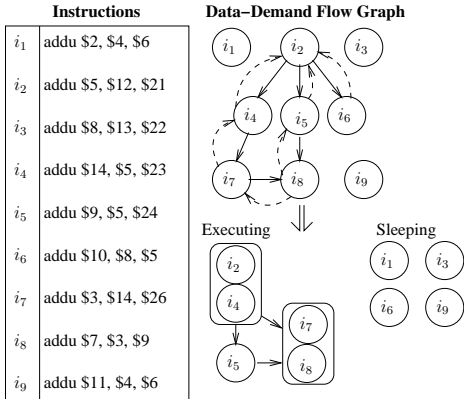 Instructions
i1 addu $2, $4, $6
i2 addu $5, $12, $21
i3 addu $8, $13, $22
i4 addu $14, $5, $23
i5 addu $9, $5, $24
i6 addu $10, $8, $5
i7 addu $3, $14, $26
i8 addu $7, $3, $9
i9 addu $11, $4, $6
Data−Demand Flow Graph
i1 i2 i3
i4 i5 i6
i7 i8 i9
Executing
i2
i4
i7
i5
i8
Sleeping
i1 i3
i6 i9